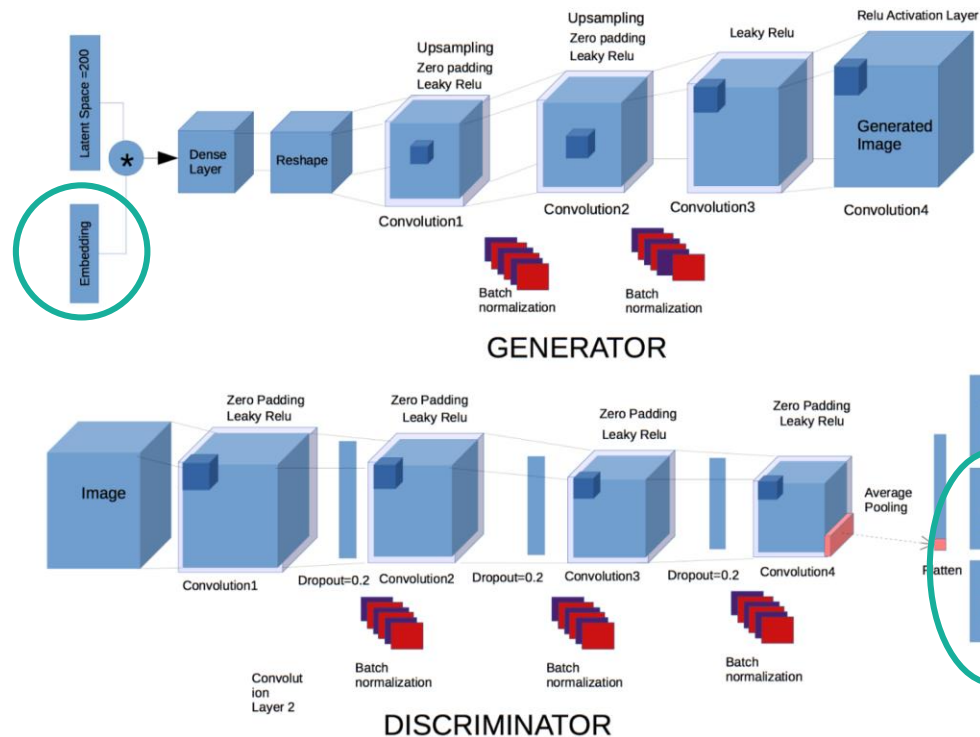 Relu Activation Layer
Upsampling
Zero padding
Leaky Relu
Upsampling
Zero padding
Leaky Relu
Leaky Relu
Latent Space =200
*
Dense
Layer
Reshape
Generated
Image
Embedding
Convolution1
Convolution2
Convolution3
Convolution4
Batch
normalization
Batch
normalization
GENERATOR
Zero Padding
Leaky Relu
Zero Padding
Leaky Relu
Zero Padding
Leaky Relu
Zero Padding
Leaky Relu
Image
Average
Pooling
Flatten
Convolution1
Dropout=0.2
Convolution2
Dropout=0.2
Convolution3
Dropout=0.2
Convolution4
Convolut
ion
Layer 2
Batch
normalization
Batch
normalization
Batch
normalization
DISCRIMINATOR